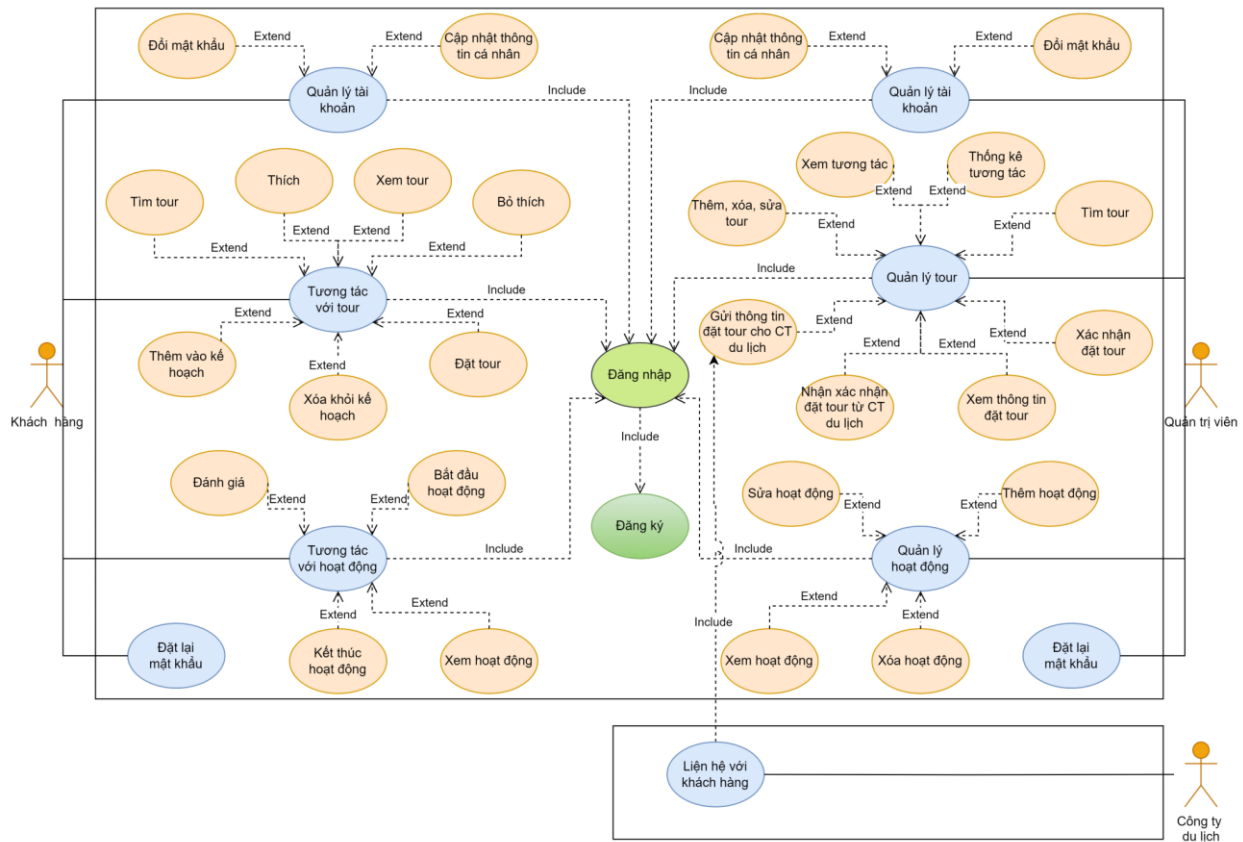 Đổi mật khẩu
Extend
Extend
Cập nhật thông
tin cá nhân
Quản lý tài
khoản
Include
Cập nhật thông
tin cá nhân
Extend
Extend
Đổi mật khẩu
Quản lý tài
khoản
Include
Tìm tour
Thích
Xem tour
Bỏ thích
Extend
Extend
Extend
Extend
Tương tác
với tour
Include
Thêm vào kế
hoạch
Extend
Xóa khỏi kế
hoạch
Extend
Đặt tour
Extend
Xem tương tác
Thống kê
tương tác
Thêm, xóa, sửa
tour
Tìm tour
Extend
Extend
Extend
Extend
Quản lý tour
Include
Gửi thông tin
đặt tour cho CT
du lịch
Extend
Extend
Xác nhận
đặt tour
Extend
Extend
Nhận xác nhận
đặt tour từ CT
du lịch
Xem thông tin
đặt tour
Khách hàng
Đăng nhập
Quản trị viên
Include
Đăng ký
Đánh giá
Extend
Bắt đầu
hoạt động
Extend
Tương tác
với hoạt động
Include
Extend
Extend
Kết thúc
hoạt động
Xem hoạt động
Đặt lại
mật khẩu
Sửa hoạt động
Extend
Thêm hoạt động
Extend
Quản lý
hoạt động
Include
Extend
Extend
Xem hoạt động
Xóa hoạt động
Đặt lại
mật khẩu
Include
Liên hệ với
khách hàng
Công ty
du lịch